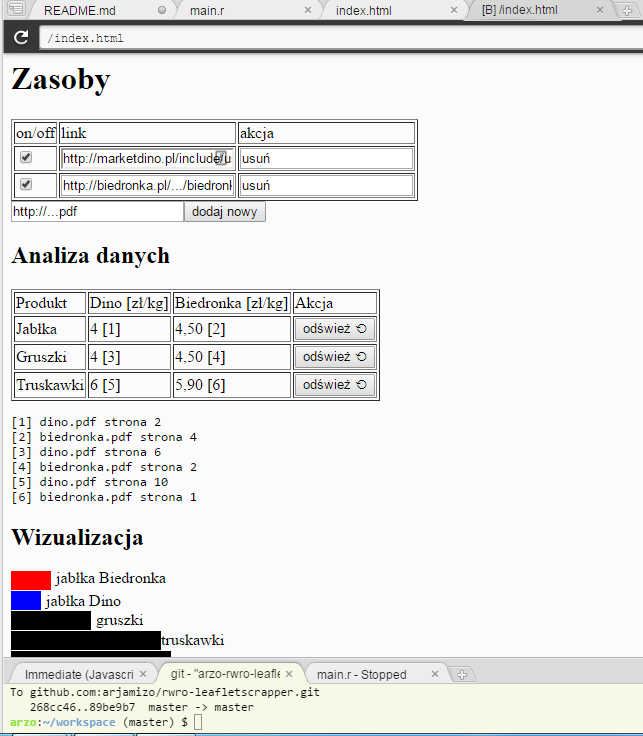 README.md main.r index.html [B] /index.html
/index.html
Zasoby
on/off link akcja
http://marketdino.pl/include/u usuń
http://biedronka.pl/.../biedronk usuń
http://...pdf dodaj nowy
Analiza danych
Produkt Dino [zł/kg] Biedronka [zł/kg] Akcja
Jabłka 4 [1] 4,50 [2] odśwież
Gruszki 4 [3] 4,50 [4] odśwież
Truskawki 6 [5] 5,90 [6] odśwież
[1] dino.pdf strona 2
[2] biedronka.pdf strona 4
[3] dino.pdf strona 6
[4] biedronka.pdf strona 2
[5] dino.pdf strona 10
[6] biedronka.pdf strona 1
Wizualizacja
jabłka Biedronka
jabłka Dino
gruszki
truskawki
Immediate (Javascri git - "arzo-rwro-leafle main.r - Stopped
To github.com:arjamizo/rwro-leafletscrapper.git
268cc46..89be9b7 master -> master
arzo:~/workspace (master) $